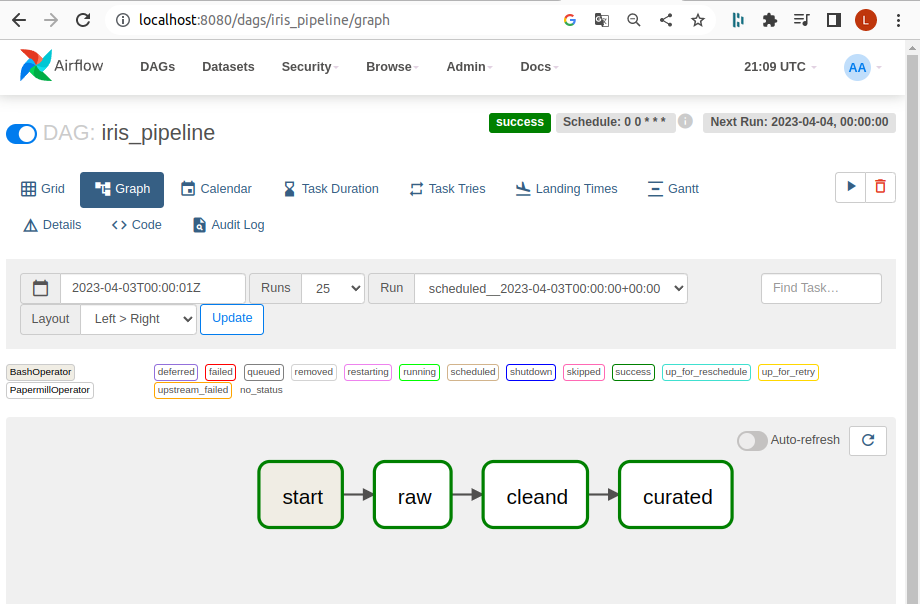 localhost:8080/dags/iris_pipeline/graph
L
Airflow DAGs Datasets Security Browse Admin Docs 21:09 UTC AA
DAG: iris_pipeline success Schedule: 0 0 * * * i Next Run: 2023-04-04, 00:00:00
Grid Graph Calendar Task Duration Task Tries Landing Times Gantt
Details Code Audit Log
2023-04-03T00:00:01Z Runs 25 Run scheduled__2023-04-03T00:00:00+00:00 Find Task…
Layout Left > Right Update
BashOperator deferred failed queued removed restarting running scheduled shutdown skipped success up_for_reschedule up_for_retry
PapermillOperator upstream_failed no_status
Auto-refresh
start raw cleand curated